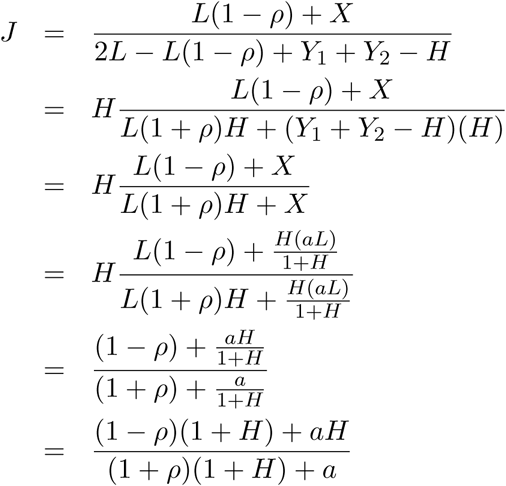 J = \frac{L(1 - \rho) + X}{2L - L(1 - \rho) + Y_1 + Y_2 - H}
= H \frac{L(1 - \rho) + X}{L(1 + \rho)H + (Y_1 + Y_2 - H)(H)}
= H \frac{L(1 - \rho) + X}{L(1 + \rho)H + X}
= H \frac{L(1 - \rho) + \frac{H(aL)}{1+H}}{L(1 + \rho)H + \frac{H(aL)}{1+H}}
= \frac{(1 - \rho) + \frac{aH}{1+H}}{(1 + \rho) + \frac{a}{1+H}}
= \frac{(1 - \rho)(1 + H) + aH}{(1 + \rho)(1 + H) + a}